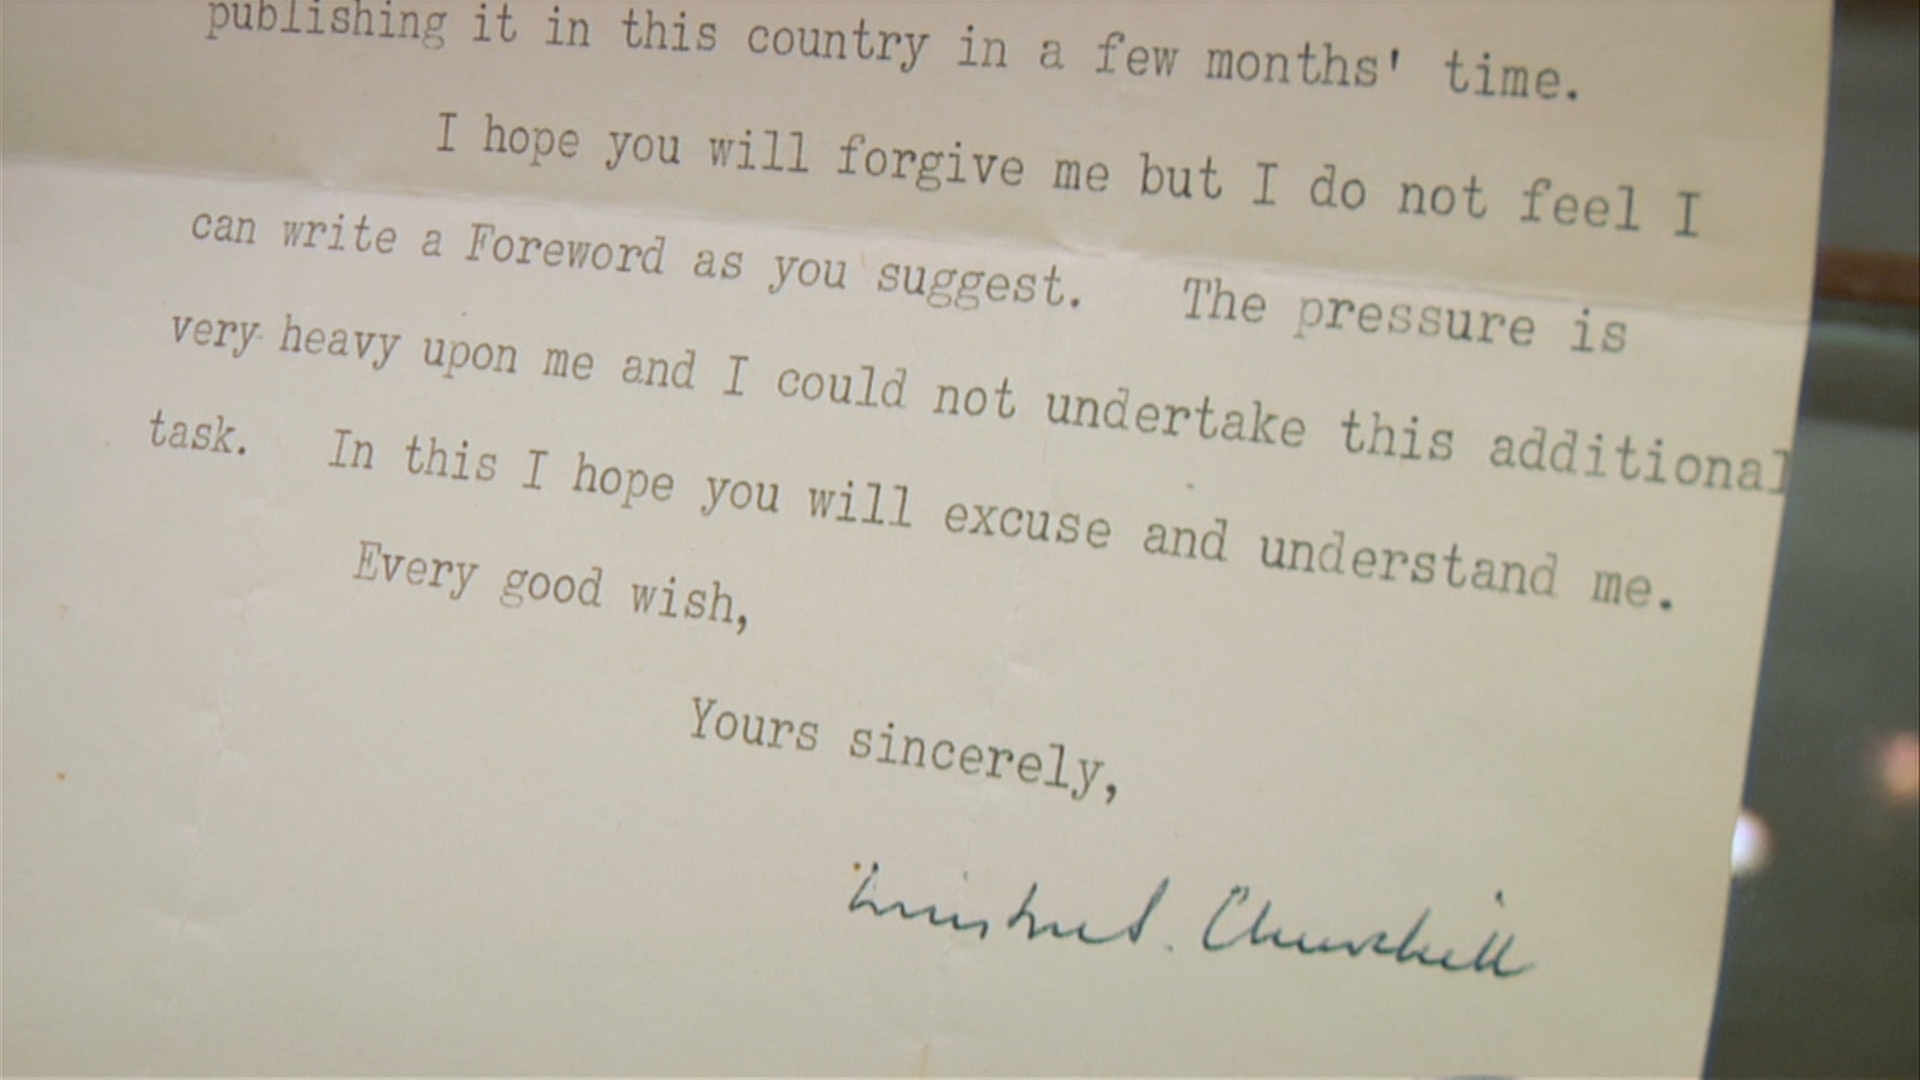 publishing it in this country in a few months' time.
I hope you will forgive me but I do not feel I
can write a Foreword as you suggest. The pressure is
very heavy upon me and I could not undertake this additional
task. In this I hope you will excuse and understand me.
Every good wish,
Yours sincerely,
Winston S. Churchill